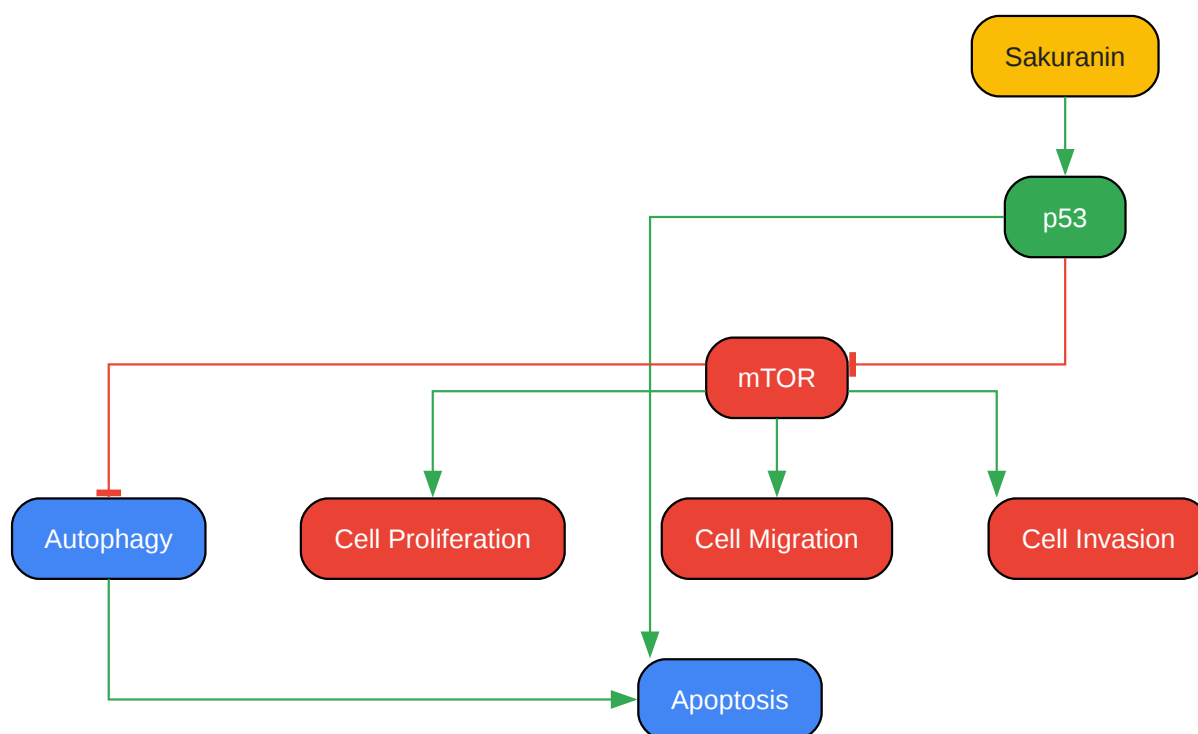 Sakuranin
p53
mTOR
Autophagy
Cell Proliferation
Cell Migration
Cell Invasion
Apoptosis